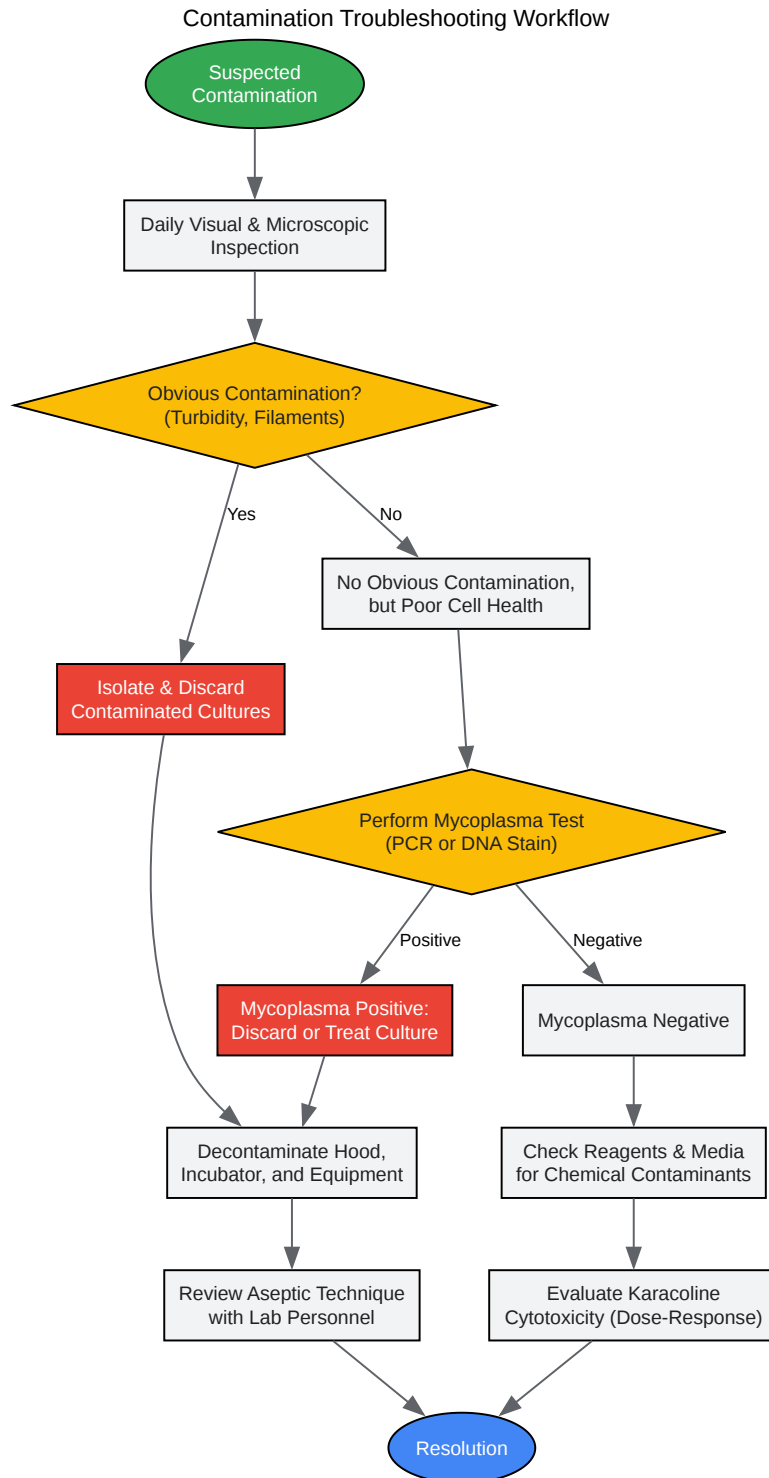 Contamination Troubleshooting Workflow
Suspected
Contamination
Daily Visual & Microscopic
Inspection
Obvious Contamination?
(Turbidity, Filaments)
Yes
No
No Obvious Contamination,
but Poor Cell Health
Isolate & Discard
Contaminated Cultures
Perform Mycoplasma Test
(PCR or DNA Stain)
Positive
Negative
Mycoplasma Positive:
Discard or Treat Culture
Mycoplasma Negative
Decontaminate Hood,
Incubator, and Equipment
Check Reagents & Media
for Chemical Contaminants
Review Aseptic Technique
with Lab Personnel
Evaluate Karacoline
Cytotoxicity (Dose-Response)
Resolution